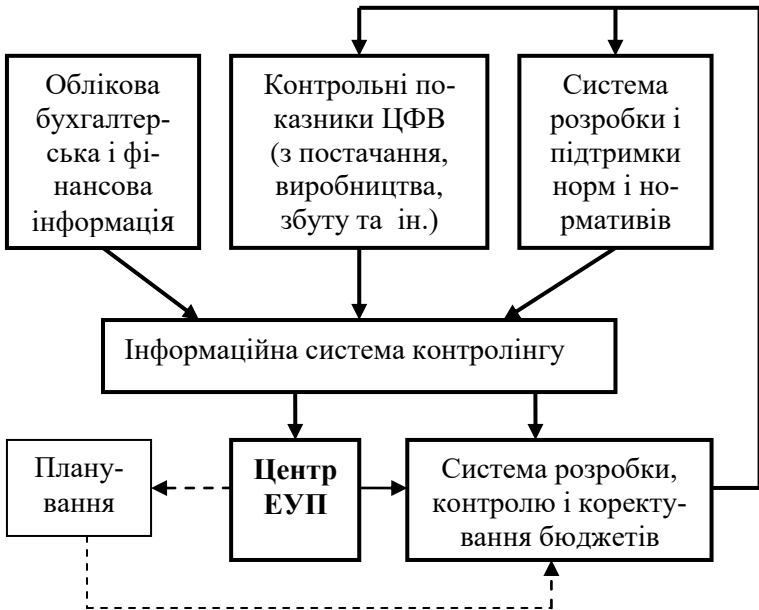 Облікова
бухгалтер-
ська і фі-
нансова
інформація
Контрольні по-
казники ЦФВ
(з постачання,
виробництва,
збуту та ін.)
Система
розробки і
підтримки
норм і но-
рмативів
Інформаційна система контролінгу
Плану-
вання
Центр
ЕУП
Система розробки,
контролю і коректу-
вання бюджетів